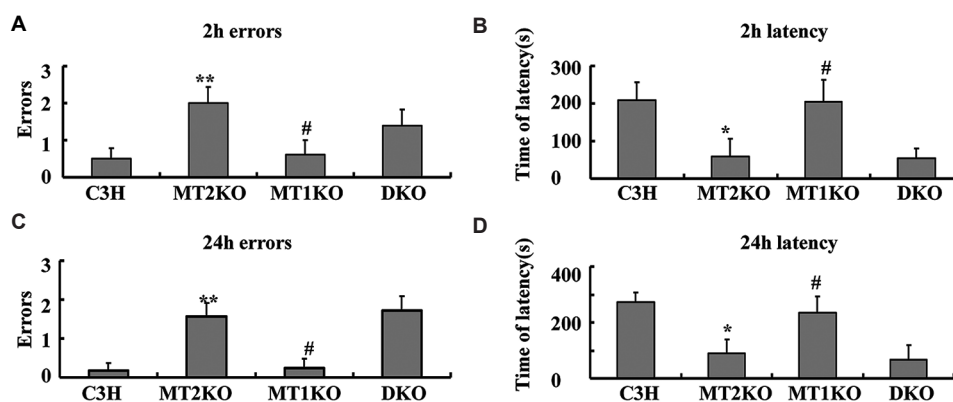 A
2h errors
Errors
3
2
1
0
**
#
C3H MT2KO MT1KO DKO
B
2h latency
Time of latency(s)
300
200
100
0
*
#
C3H MT2KO MT1KO DKO
C
24h errors
Errors
3
2
1
0
**
#
C3H MT2KO MT1KO DKO
D
24h latency
Time of latency(s)
400
200
0
*
#
C3H MT2KO MT1KO DKO